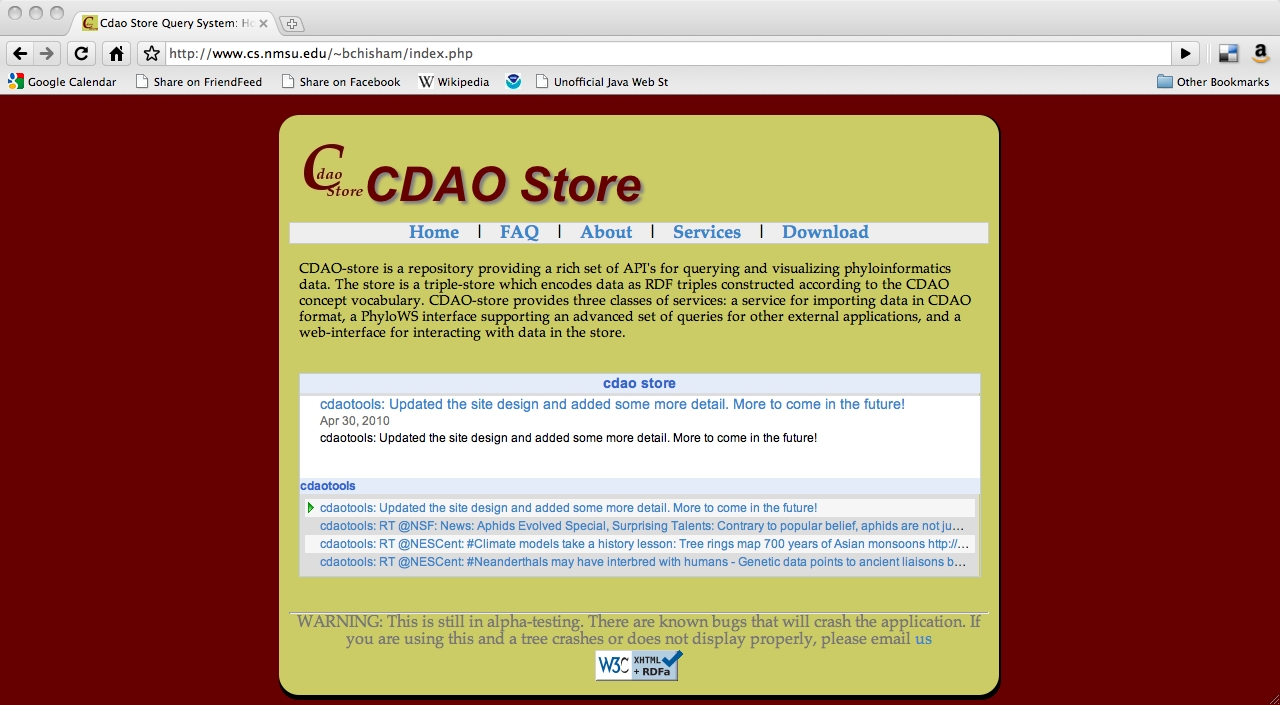 Cdao Store Query System: Ho
http://www.cs.nmsu.edu/~bchisham/index.php
a
Google Calendar
Share on FriendFeed
Share on Facebook
W Wikipedia
Unofficial Java Web St
Other Bookmarks
Cdao Store
CDAO Store
Home | FAQ | About | Services | Download
CDAO-store is a repository providing a rich set of API's for querying and visualizing phyloinformatics
data. The store is a triple-store which encodes data as RDF triples constructed according to the CDAO
concept vocabulary. CDAO-store provides three classes of services: a service for importing data in CDAO
format, a PhyloWS interface supporting an advanced set of queries for other external applications, and a
web-interface for interacting with data in the store.
cdao store
cdaotools: Updated the site design and added some more detail. More to come in the future!
Apr 30, 2010
cdaotools: Updated the site design and added some more detail. More to come in the future!
cdaotools
cdaotools: Updated the site design and added some more detail. More to come in the future!
cdaotools: RT @NSF: News: Aphids Evolved Special, Surprising Talents: Contrary to popular belief, aphids are not ju...
cdaotools: RT @NESCent: #Climate models take a history lesson: Tree rings map 700 years of Asian monsoons http://...
cdaotools: RT @NESCent: #Neanderthals may have interbred with humans - Genetic data points to ancient liaisons b...
WARNING: This is still in alpha-testing. There are known bugs that will crash the application. If
you are using this and a tree crashes or does not display properly, please email us
W3C XHTML + RDFa